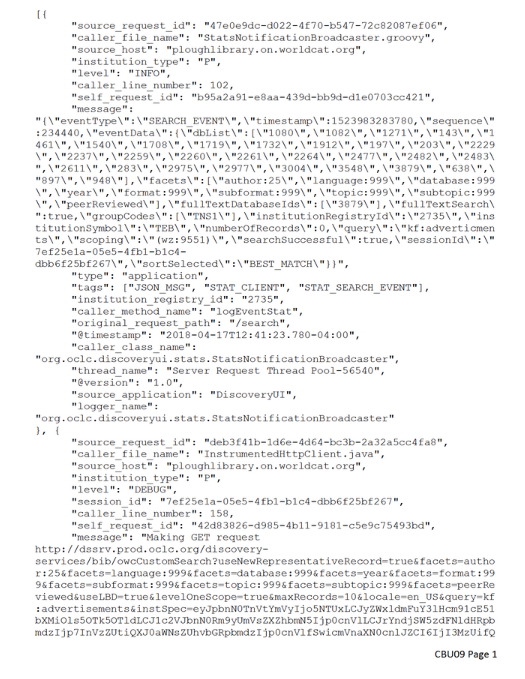 [{
"source_request_id": "47e0e9dc-d022-4f70-b547-72c82087ef06",
"caller_file_name": "StatsNotificationBroadcaster.groovy",
"source_host": "ploughlibrary.on.worldcat.org",
"institution_type": "P",
"level": "INFO",
"caller_line_number": 102,
"self_request_id": "b95a2a91-e8aa-439d-bb9d-d1e0703cc421",
"message":
"{\"eventType\":\"SEARCH_EVENT\",\"timestamp\":1523983283780,\"sequence\"
:234440,\"eventData\":{\"dbList\":[\"1080\",\"1082\",\"1271\",\"143\",\"1
461\",\"1540\",\"1708\",\"1719\",\"1732\",\"1912\",\"197\",\"203\",\"2229
\",\"2237\",\"2259\",\"2260\",\"2261\",\"2264\",\"2477\",\"2482\",\"2483\
",\"2611\",\"283\",\"2975\",\"2977\",\"3004\",\"3548\",\"3879\",\"638\",\
"897\",\"948\"],\"facets\":[\"author:25\",\"language:999\",\"database:999
\",\"year\",\"format:999\",\"subformat:999\",\"topic:999\",\"subtopic:999
\",\"peerReviewed\"],\"fullTextDatabaseIds\":[\"3879\"],\"fullTextSearch\
":true,\"groupCodes\":[\"TNS1\"],\"institutionRegistryId\":\"2735\",\"ins
titutionSymbol\":\"TEB\",\"numberOfRecords\":0,\"query\":\"kf:adverticmen
ts\",\"scoping\":\"(wz:9551)\",\"searchSuccessful\":true,\"sessionId\":\"
7ef25e1a-05e5-4fb1-b1c4-
dbb6f25bf267\",\"sortSelected\":\"BEST_MATCH\"}}",
"type": "application",
"tags": ["JSON_MSG", "STAT_CLIENT", "STAT_SEARCH_EVENT"],
"institution_registry_id": "2735",
"caller_method_name": "logEventStat",
"original_request_path": "/search",
"@timestamp": "2018-04-17T12:41:23.780-04:00",
"caller_class_name":
"org.oclc.discoveryui.stats.StatsNotificationBroadcaster",
"thread_name": "Server Request Thread Pool-56540",
"@version": "1.0",
"source_application": "DiscoveryUI",
"logger_name":
"org.oclc.discoveryui.stats.StatsNotificationBroadcaster"
}, {
"source_request_id": "deb3f41b-1d6e-4d64-bc3b-2a32a5cc4fa8",
"caller_file_name": "InstrumentedHttpClient.java",
"source_host": "ploughlibrary.on.worldcat.org",
"institution_type": "P",
"level": "DEBUG",
"session_id": "7ef25e1a-05e5-4fb1-b1c4-dbb6f25bf267",
"caller_line_number": 158,
"self_request_id": "42d83826-d985-4b11-9181-c5e9c75493bd",
"message": "Making GET request
http://dssrv.prod.oclc.org/discovery-
services/bib/owcCustomSearch?useNewRepresentativeRecord=true&facets=autho
r:25&facets=language:999&facets=database:999&facets=year&facets=format:99
9&facets=subformat:999&facets=topic:999&facets=subtopic:999&facets=peerRe
viewed&useLBD=true&levelOneScope=true&maxRecords=10&locale=en_US&query=kf
CBU09 Page 1